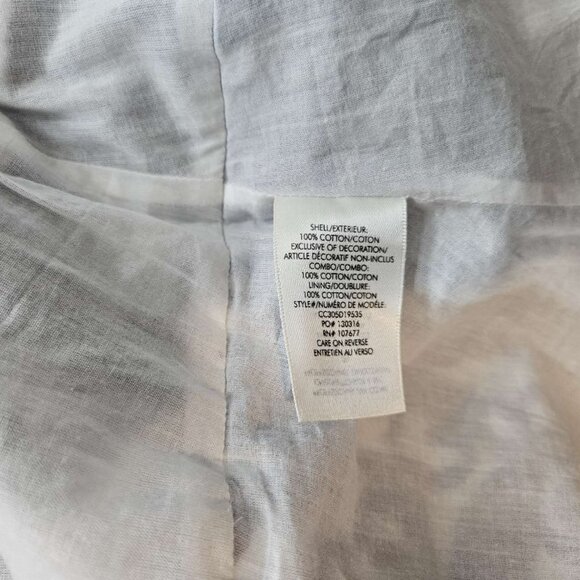 SHELL/EXTERIEUR:
100% COTTON/COTON
EXCLUSIVE OF DECORATION/
ARTICLE DÉCORATIF NON-INCLUS
COMBO/COMBO:
100% COTTON/COTON
LINING/DOUBLURE:
100% COTTON/COTON
STYLE#/NUMÉRO DE MODÈLE:
CC305D19535
PO# 130316
RN# 107677
CARE ON REVERSE
ENTRETIEN AU VERSO